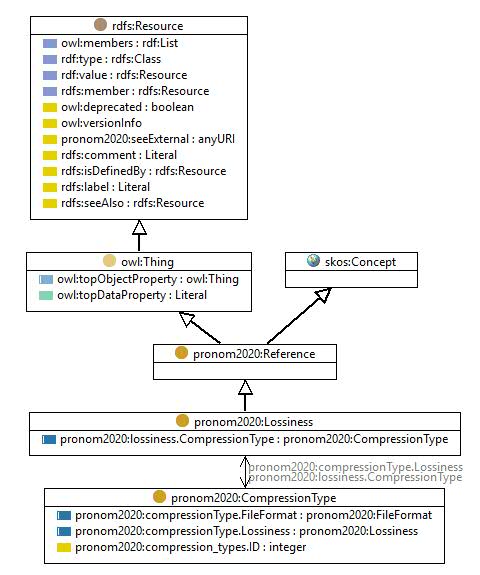 rdfs:Resource
owl:members : rdf:List
rdf:type : rdfs:Class
rdf:value : rdfs:Resource
rdfs:member : rdfs:Resource
owl:deprecated : boolean
owl:versionInfo
pronom2020:seeExternal : anyURI
rdfs:comment : Literal
rdfs:isDefinedBy : rdfs:Resource
rdfs:label : Literal
rdfs:seeAlso : rdfs:Resource
owl:Thing
owl:topObjectProperty : owl:Thing
owl:topDataProperty : Literal
skos:Concept
pronom2020:Reference
pronom2020:Lossiness
pronom2020:lossiness.CompressionType : pronom2020:CompressionType
pronom2020:compressionType.Lossiness
pronom2020:lossiness.CompressionType
pronom2020:CompressionType
pronom2020:compressionType.FileFormat : pronom2020:FileFormat
pronom2020:compressionType.Lossiness : pronom2020:Lossiness
pronom2020:compression_types.ID : integer